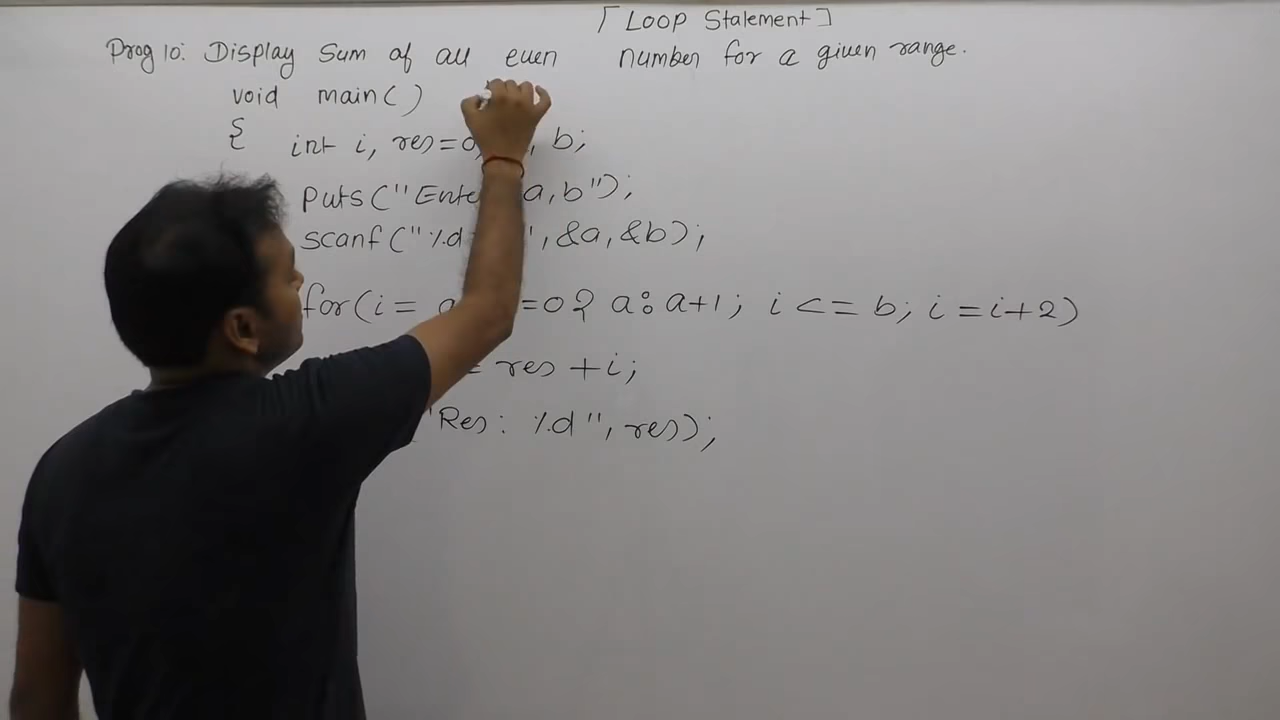 [Loop Statement]
Prog 10: Display Sum of all even number for a given range.
void main()
{ int i, res=0, , b;
puts("Enter a,b");
scanf("%d ", &a, &b);
for(i= a =0? a: a+1; i <= b; i =i+2)
= res +i;
"Res: %d", res);